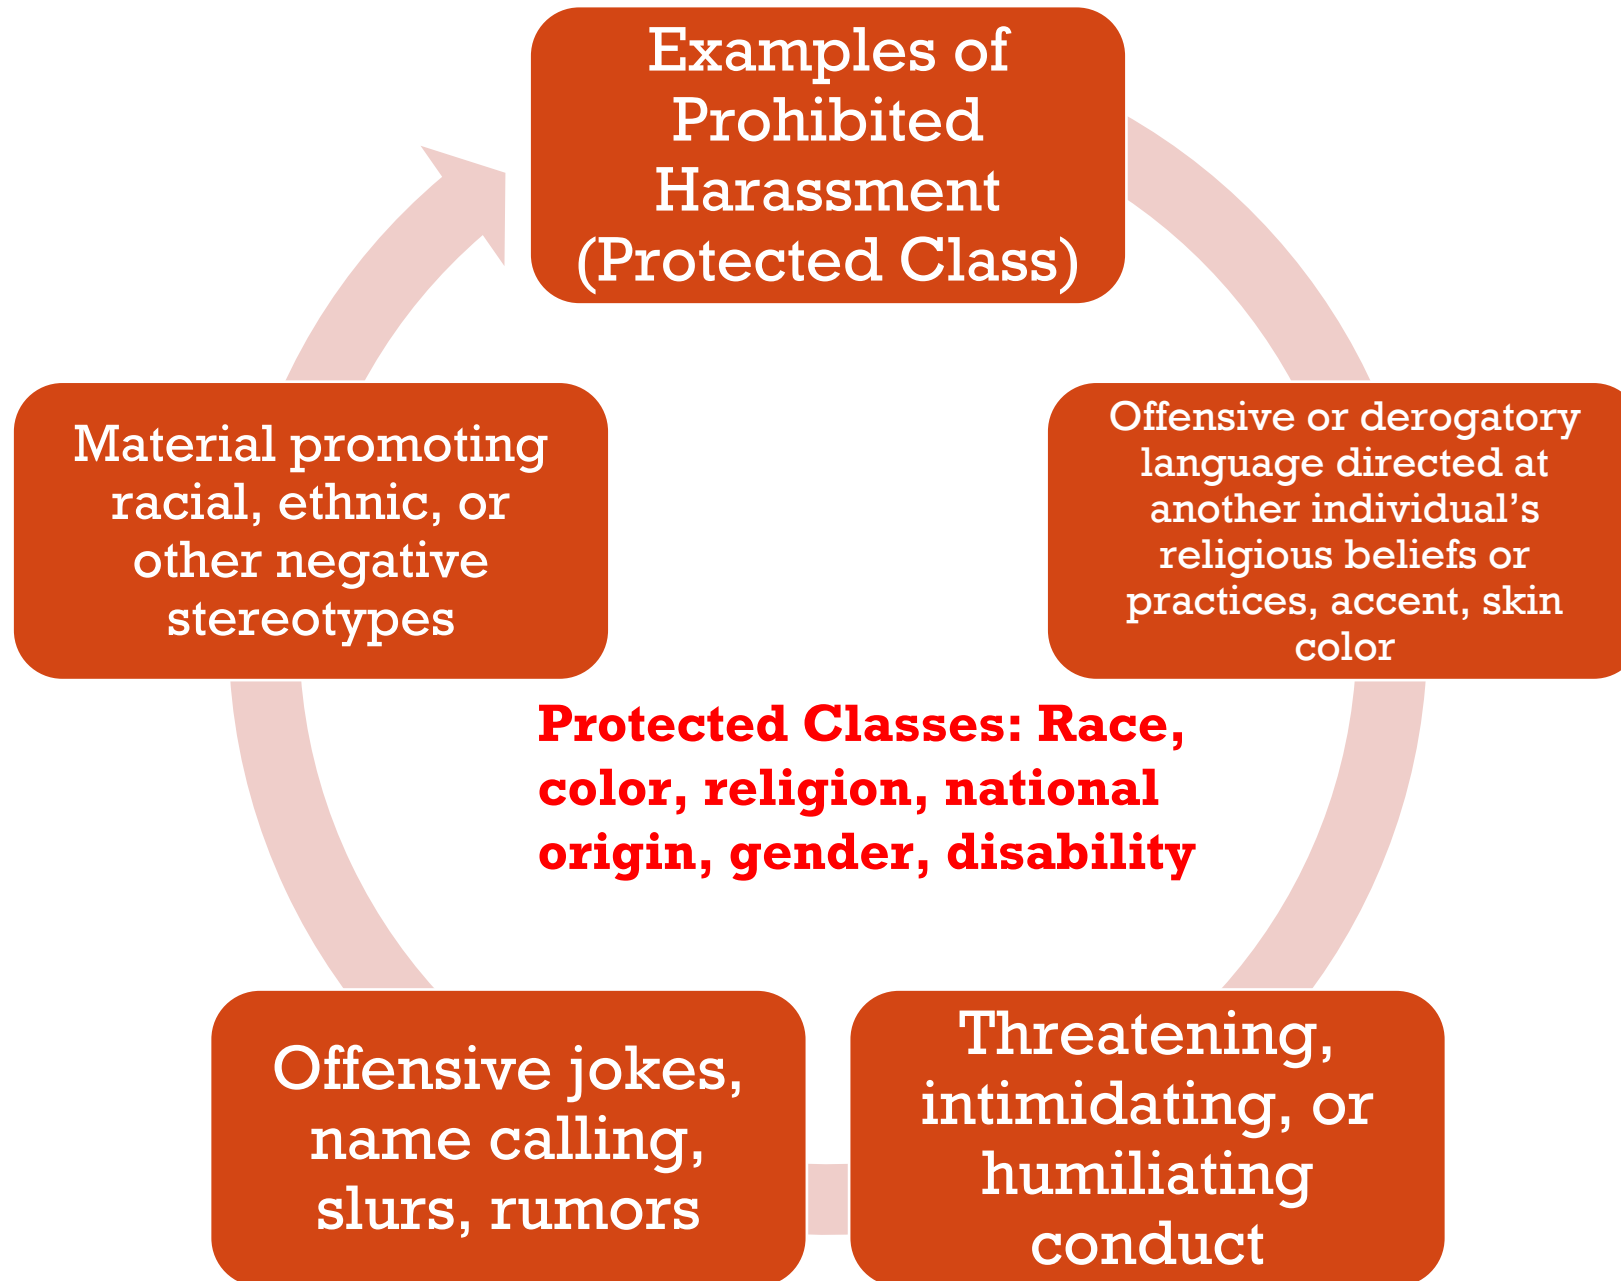 Examples of
Prohibited
Harassment
(Protected Class)
Offensive or derogatory
language directed at
another individual’s
religious beliefs or
practices, accent, skin
color
Threatening,
intimidating, or
humiliating
conduct
Offensive jokes,
name calling,
slurs, rumors
Material promoting
racial, ethnic, or
other negative
stereotypes
Protected Classes: Race,
color, religion, national
origin, gender, disability